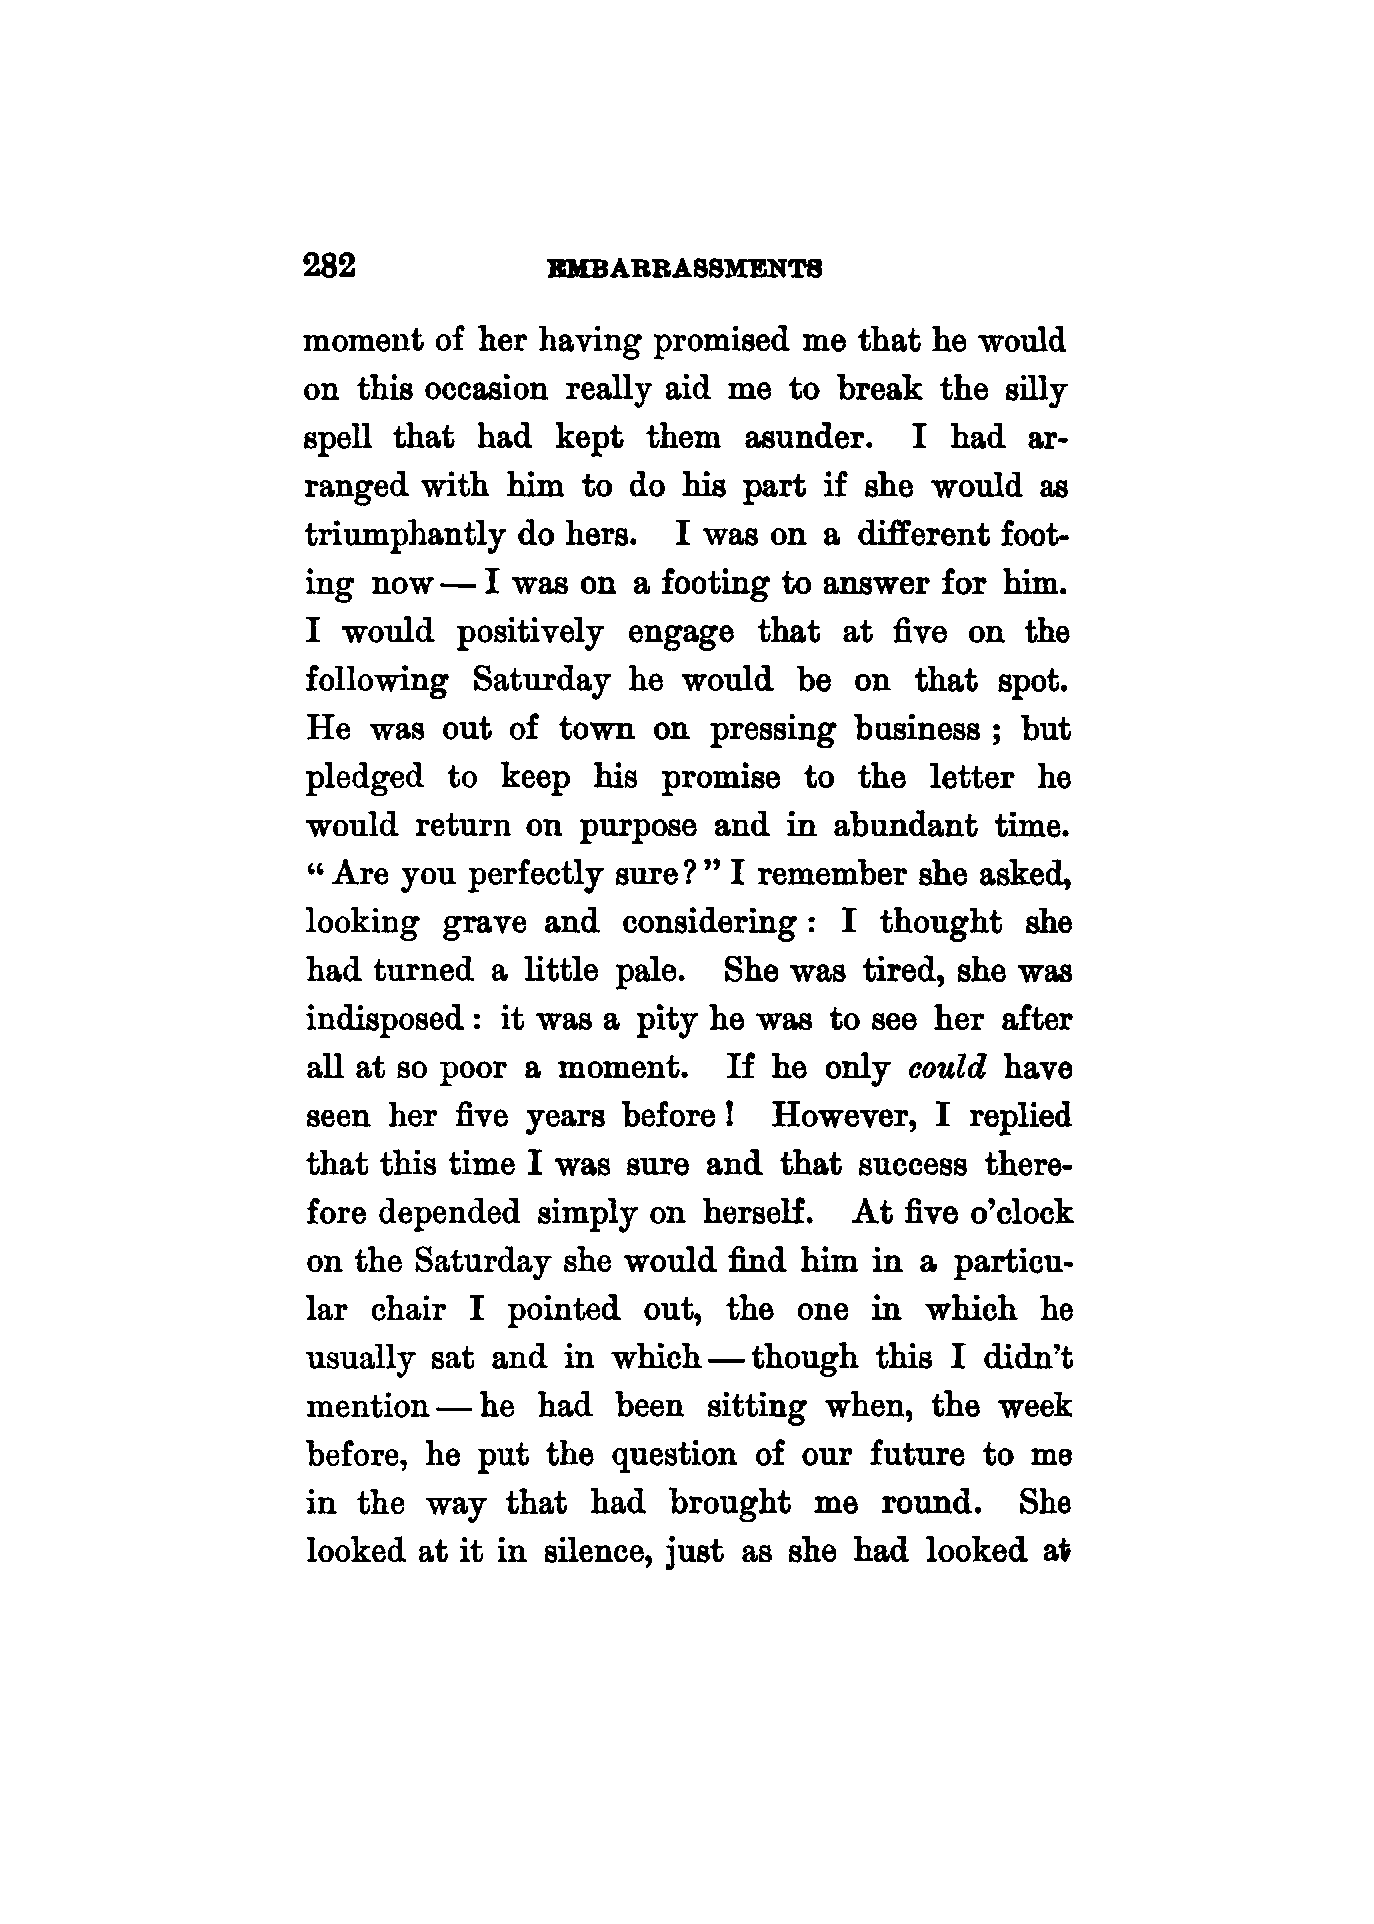 282 EMBARRASSMENTS
moment of her having promised me that he would
on this occasion really aid me to break the silly
spell that had kept them asunder. I had ar-
ranged with him to do his part if she would as
triumphantly do hers. I was on a different foot-
ing now — I was on a footing to answer for him.
I would positively engage that at five on the
following Saturday he would be on that spot.
He was out of town on pressing business ; but
pledged to keep his promise to the letter he
would return on purpose and in abundant time.
“ Are you perfectly sure? ” I remember she asked,
looking grave and considering : I thought she
had turned a little pale. She was tired, she was
indisposed : it was a pity he was to see her after
all at so poor a moment. If he only could have
seen her five years before ! However, I replied
that this time I was sure and that success there-
fore depended simply on herself. At five o’clock
on the Saturday she would find him in a particu-
lar chair I pointed out, the one in which he
usually sat and in which — though this I didn’t
mention — he had been sitting when, the week
before, he put the question of our future to me
in the way that had brought me round. She
looked at it in silence, just as she had looked at